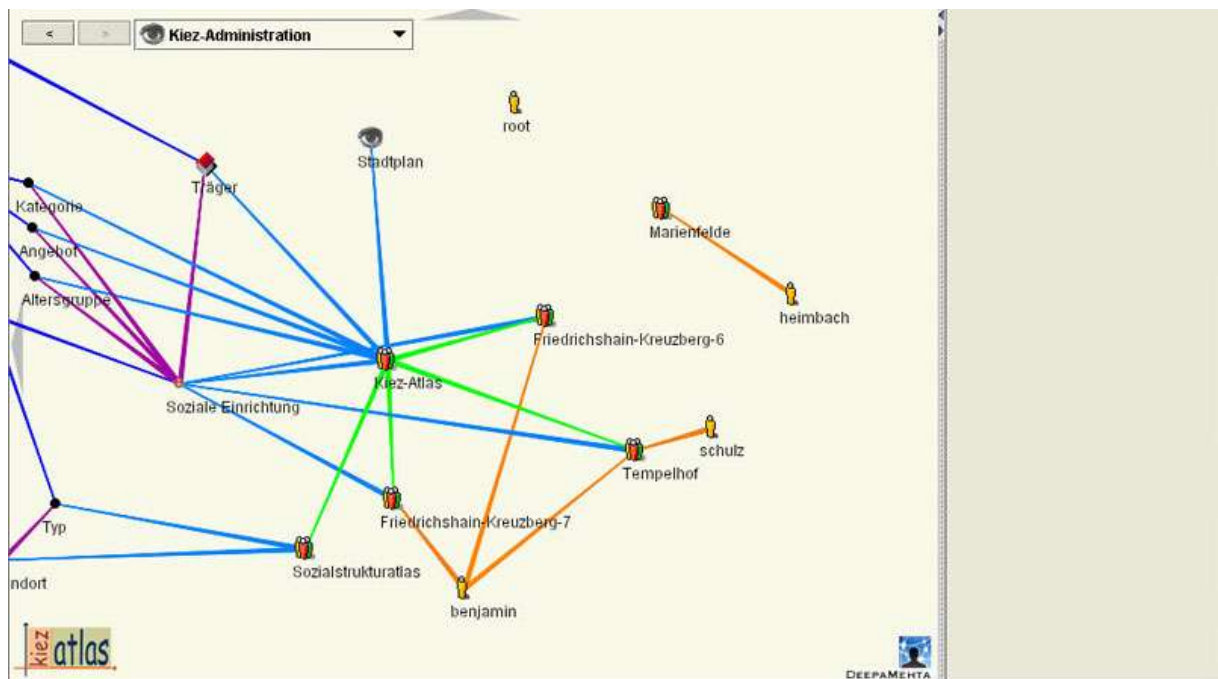 < > Kiez-Administration
root
Stadtplan
Träger
Kategorie
Marienfelde
Angebot
Altersgruppe
heimbach
Friedrichshain-Kreuzberg-6
Kiez-Atlas
Soziale Einrichtung
schulz
Tempelhof
Friedrichshain-Kreuzberg-7
Typ
Sozialstrukturatlas
ndort
benjamin
kiez atlas
DEEPAMEHTA